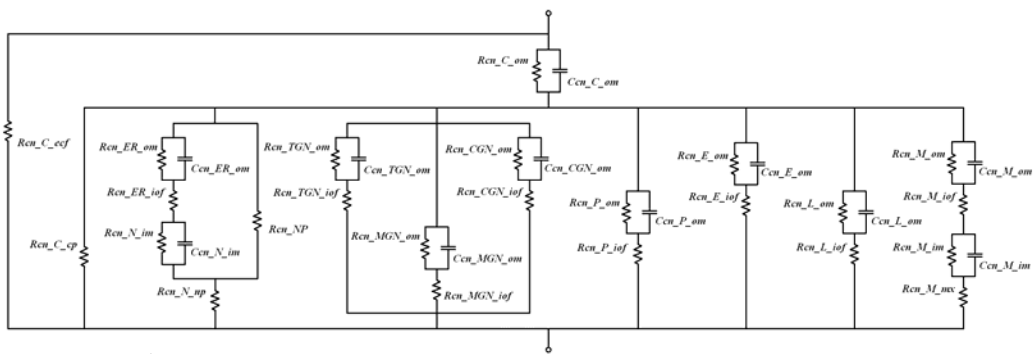 Rcn_C_om
Ccn_C_om
Rcn_C_ecf
Rcn_C_cp
Rcn_ER_om
Ccn_ER_om
Rcn_ER_iof
Rcn_N_im
Ccn_N_im
Rcn_NP
Rcn_N_np
Rcn_TGN_om
Ccn_TGN_om
Rcn_TGN_iof
Rcn_MGN_om
Ccn_MGN_om
Rcn_MGN_iof
Rcn_CGN_om
Ccn_CGN_om
Rcn_CGN_iof
Rcn_P_om
Ccn_P_om
Rcn_P_iof
Rcn_E_om
Ccn_E_om
Rcn_E_iof
Rcn_L_om
Ccn_L_om
Rcn_L_iof
Rcn_M_om
Ccn_M_om
Rcn_M_iof
Rcn_M_im
Ccn_M_im
Rcn_M_mx